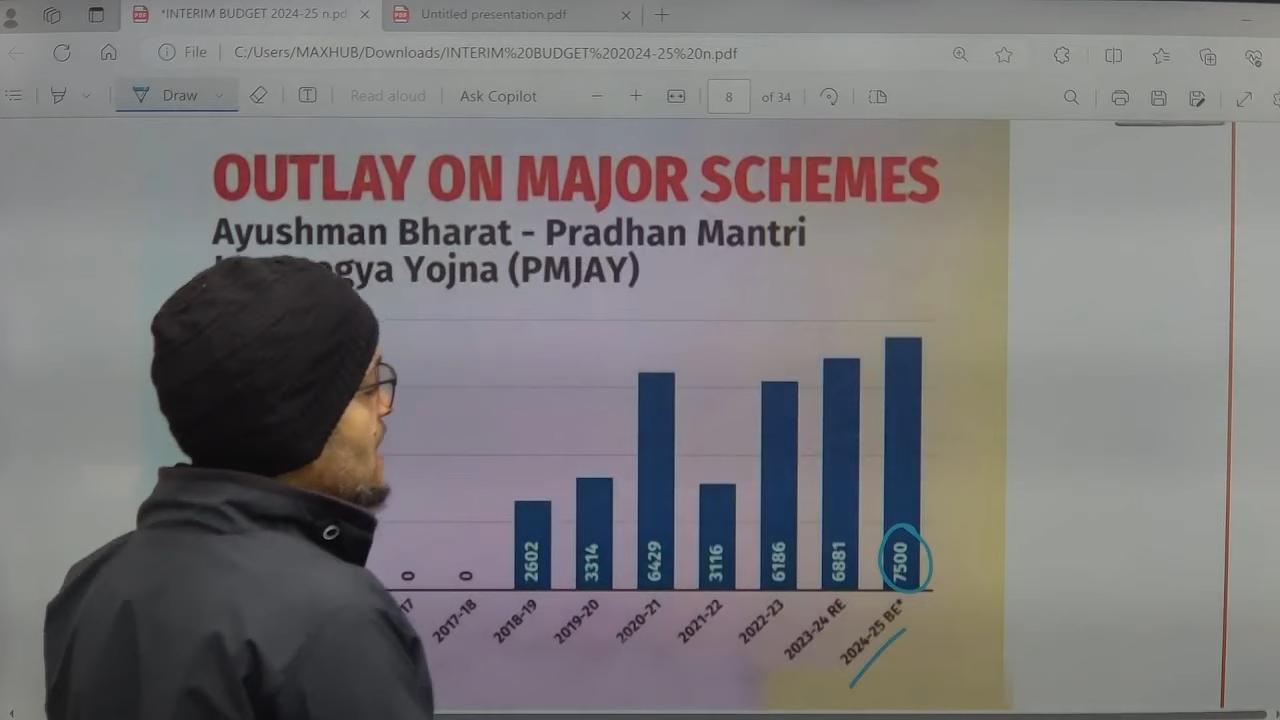 *INTERIM BUDGET 2024-25 n.pd
Untitled presentation.pdf
File
C:/Users/MAXHUB/Downloads/INTERIM%20BUDGET%202024-25%20n.pdf
Draw
Read aloud
Ask Copilot
8
of 34
OUTLAY ON MAJOR SCHEMES
Ayushman Bharat - Pradhan Mantri
Yojna (PMJAY)
0
0
2602
3314
6429
3116
6186
6881
7500
17
2017-18
2018-19
2019-20
2020-21
2021-22
2022-23
2023-24 RE
2024-25 BE*